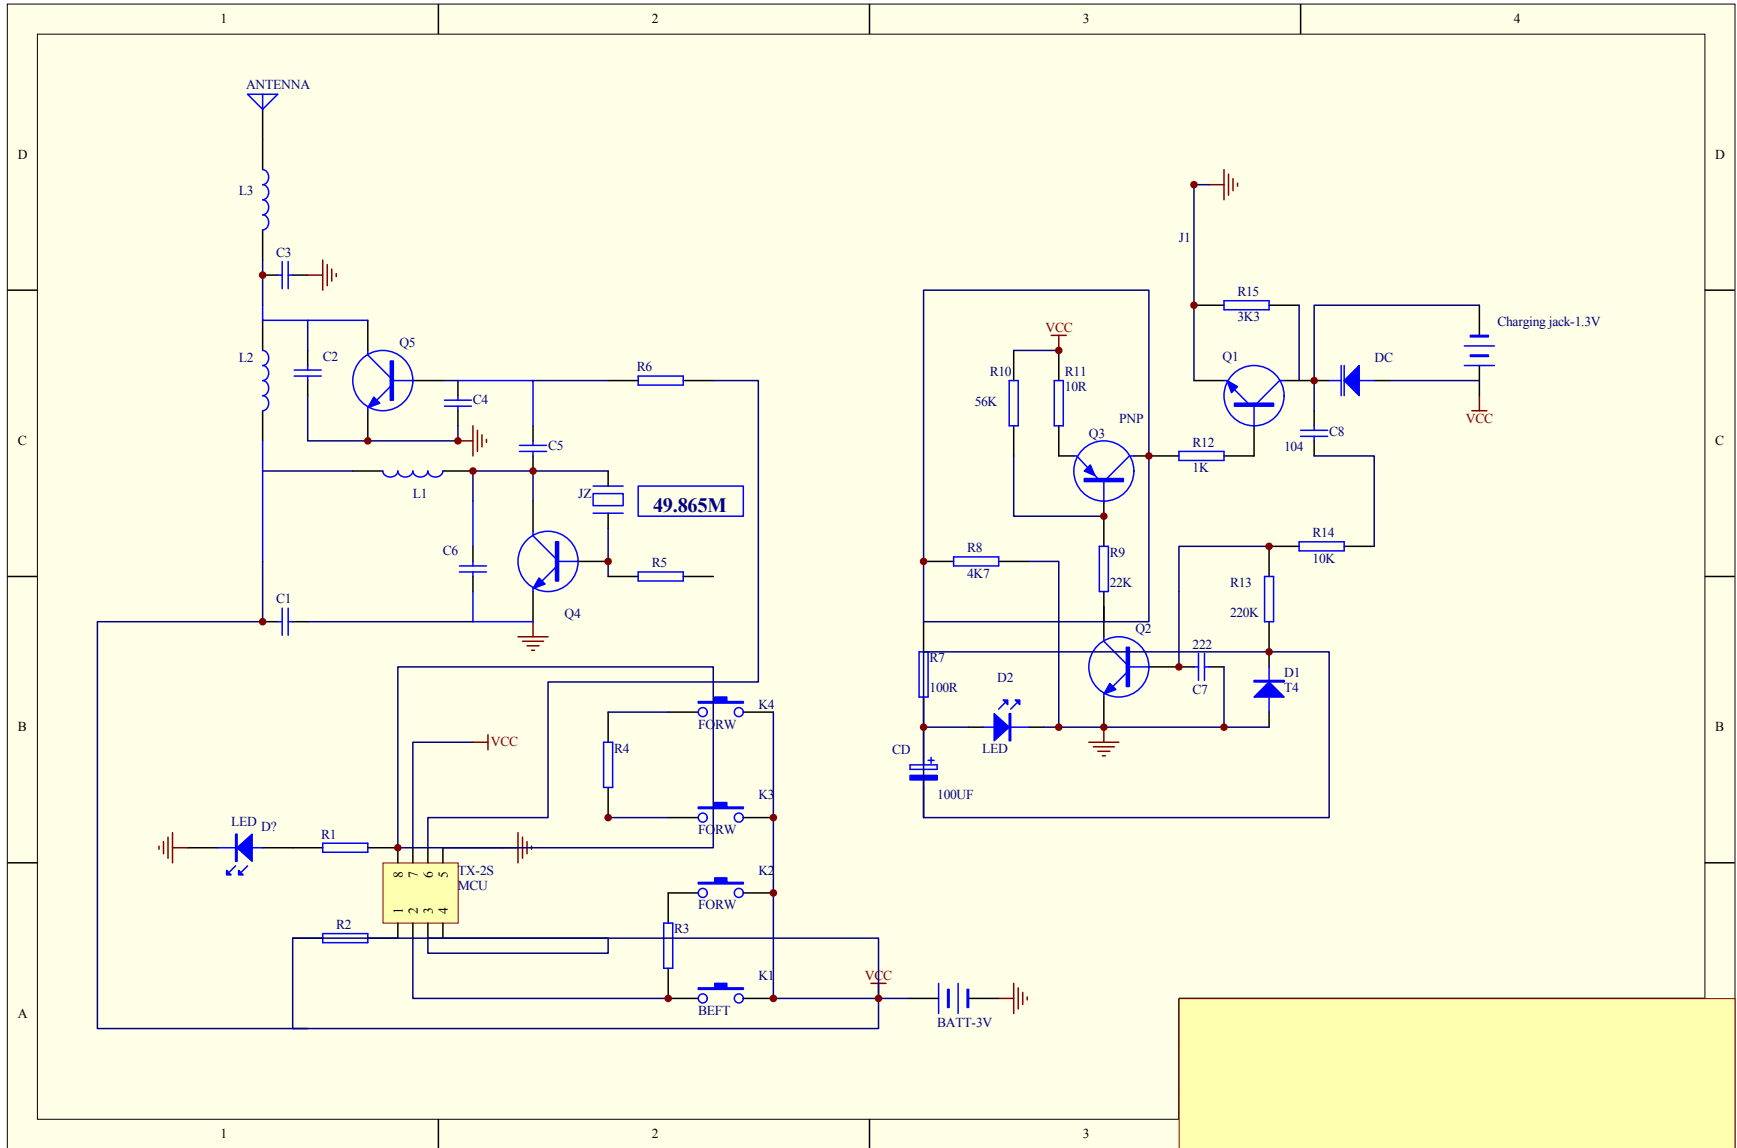 1 2 3 4
ANTENNA
D D
L3
J1
C3
R15
3K3
Charging jack-1.3V
VCC
Q5
L2 C2
R6
Q1 DC
R10 R11
10R
56K
C4
PNP
VCC
Q3
C C
C5
R12
1K
C8
104
L1
JZ
49.865M
C6
R5
R8
4K7
R9
22K
R14
10K
R13
220K
C1
Q4
Q2
R7
100R
222
C7
D2
D1
T4
K4
FORW
B B
VCC
R4
LED
CD
+
100UF
K3
FORW
LED D?
R1
8 7 6 5
TX-2S
MCU
K2
FORW
1 2 3 4
R2
R3
K1
VCC
BEFT
BATT-3V
A
1 2 3